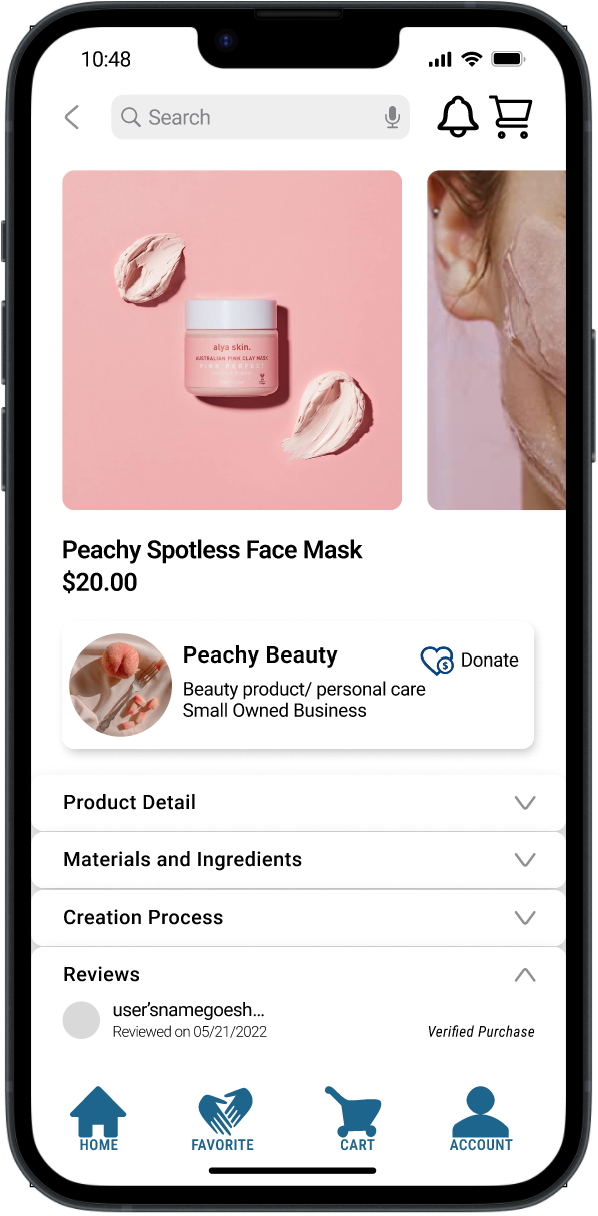 10:48
Search
alya skin.
AUSTRALIAN PINK CLAY MASK
PINK PERFECT
Peachy Spotless Face Mask
$20.00
Peachy Beauty
$ Donate
Beauty product/ personal care
Small Owned Business
Product Detail
Materials and Ingredients
Creation Process
Reviews
user’snamegoesh...
Reviewed on 05/21/2022
Verified Purchase
HOME
FAVORITE
CART
ACCOUNT